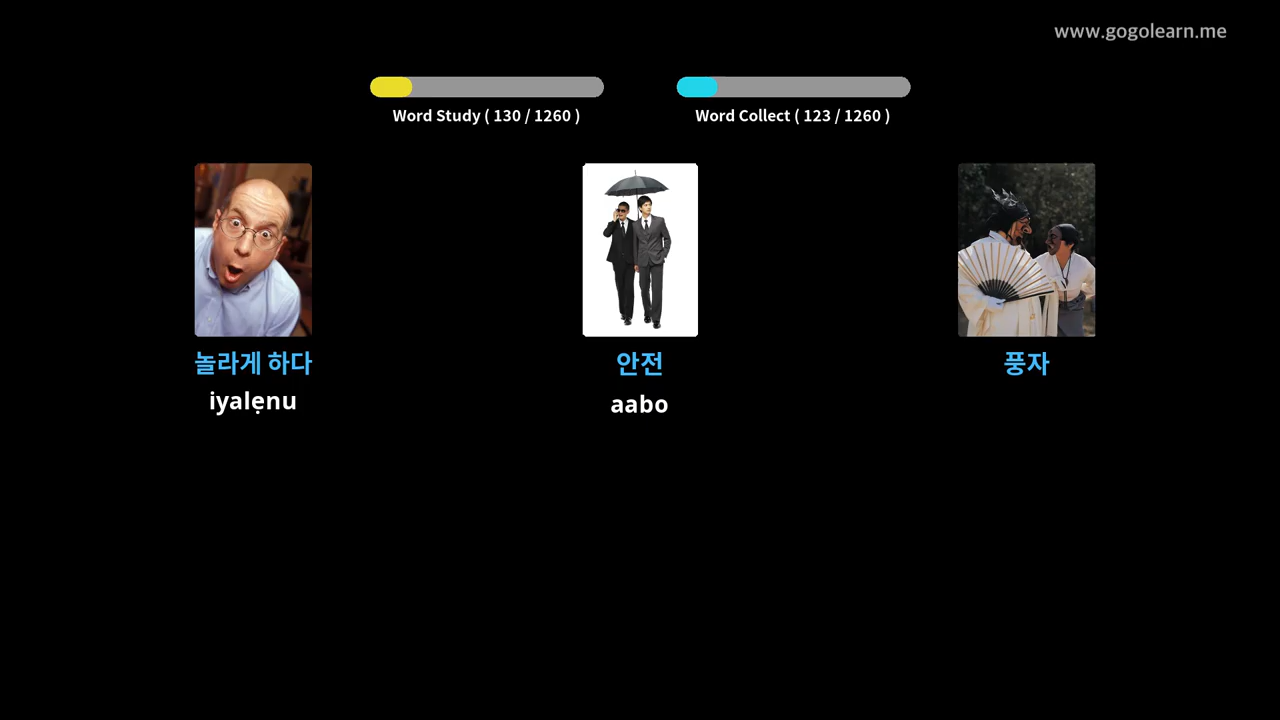 www.gogolearn.me
Word Study ( 130 / 1260 )
Word Collect ( 123 / 1260 )
놀라게 하다
안전
풍자
iyalẹnu
aabo